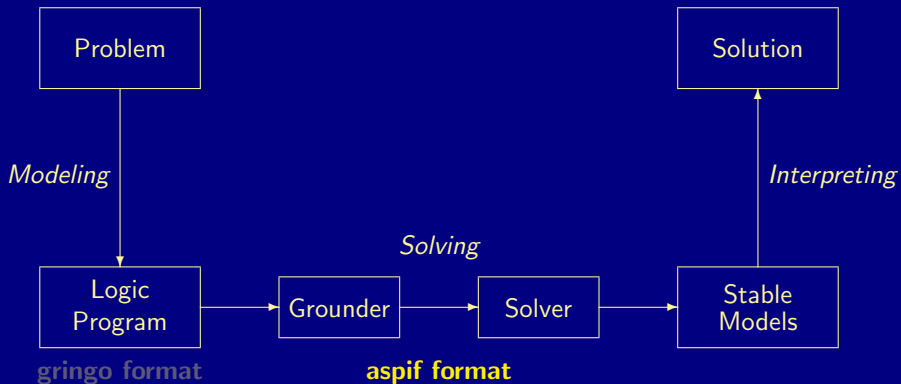 Problem
Solution
Modeling
Interpreting
Solving
Logic
Program
Grounder
Solver
Stable
Models
gringo format
aspif format